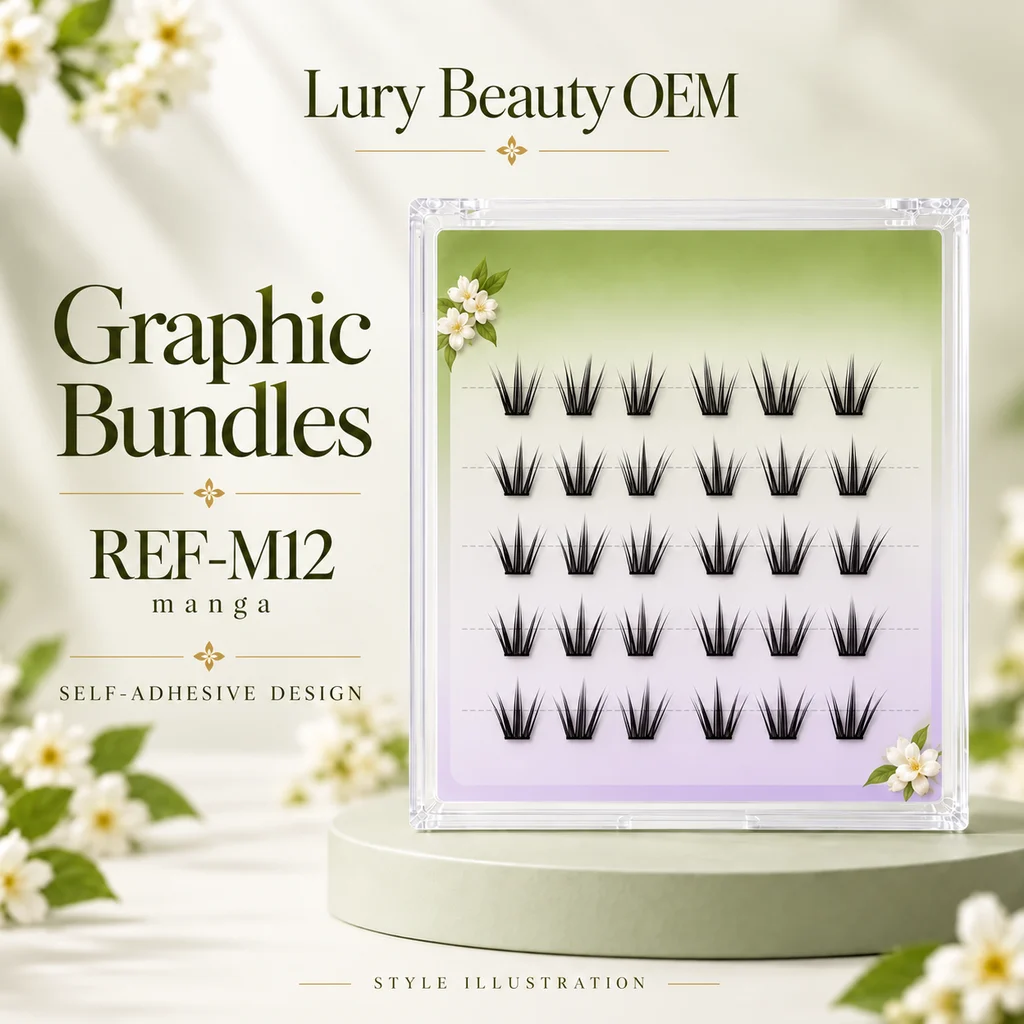 Lury Beauty OEM
Graphic
Bundles
REF-M12
manga
SELF-ADHESIVE DESIGN
STYLE ILLUSTRATION